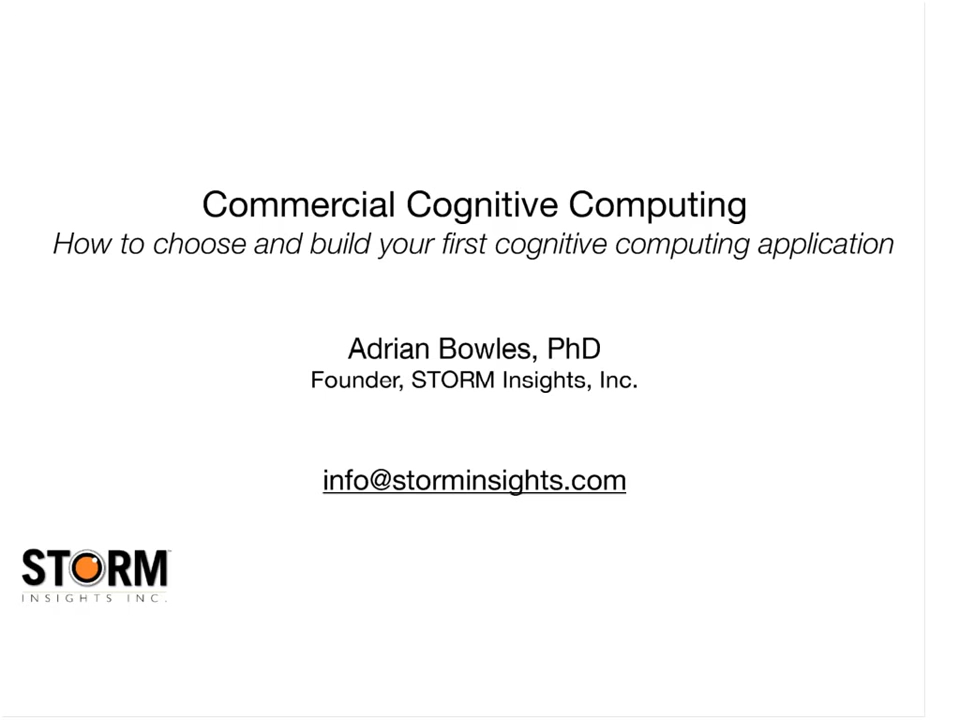 Commercial Cognitive Computing
How to choose and build your first cognitive computing application
Adrian Bowles, PhD
Founder, STORM Insights, Inc.
info@storminsights.com
STORM™
INSIGHTS INC.